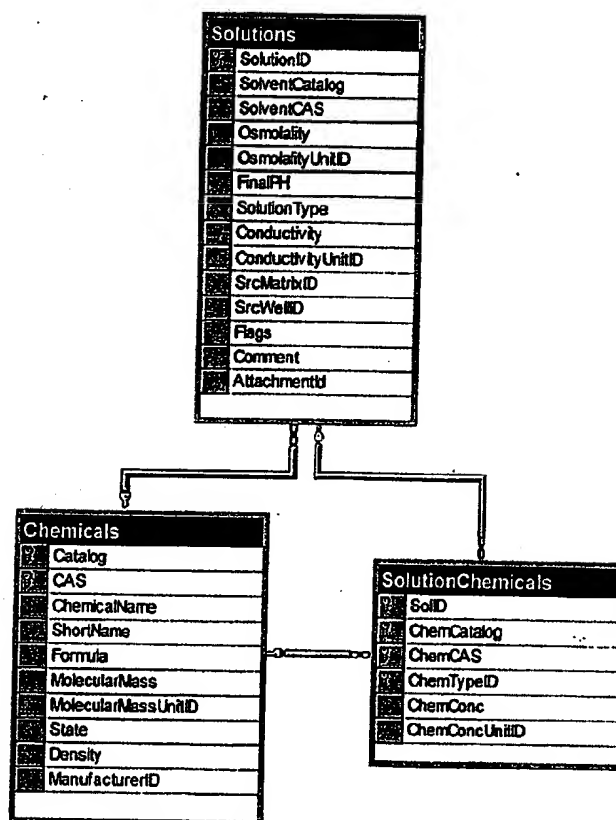 Solutions
SolutionID
SolventCatalog
SolventCAS
Osmolality
OsmolalityUnitID
FinalPH
SolutionType
Conductivity
ConductivityUnitID
SrcMatrixID
SrcWellID
Flags
Comment
AttachmentId
Chemicals
Catalog
CAS
ChemicalName
ShortName
Formula
MolecularMass
MolecularMassUnitID
State
Density
ManufacturerID
SolutionChemicals
SolID
ChemCatalog
ChemCAS
ChemTypeID
ChemConc
ChemConcUnitID